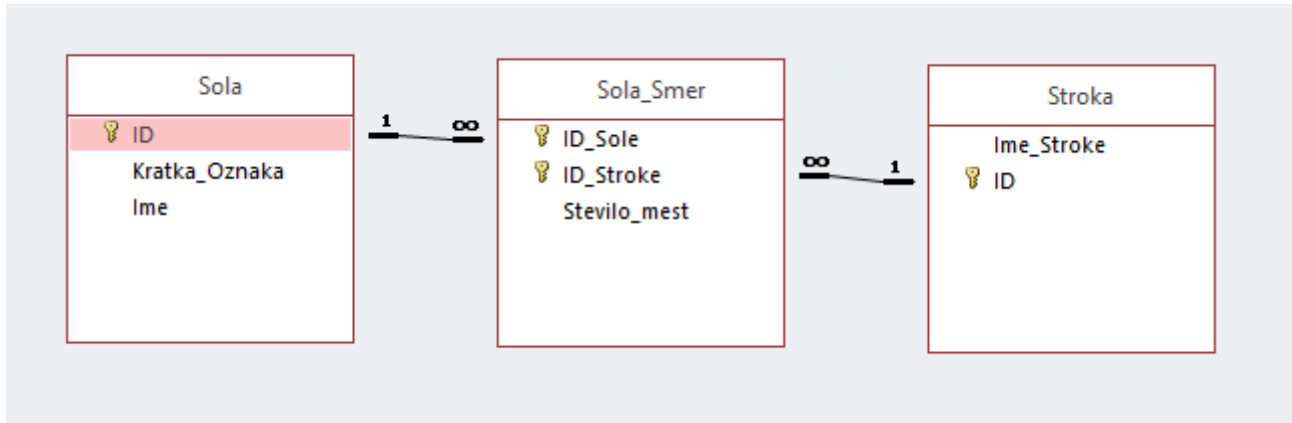 Sola
ID
Kratka_Oznaka
Ime
1
∞
Sola_Smer
ID_Sole
ID_Stroke
Stevilo_mest
∞
1
Stroka
Ime_Stroke
ID